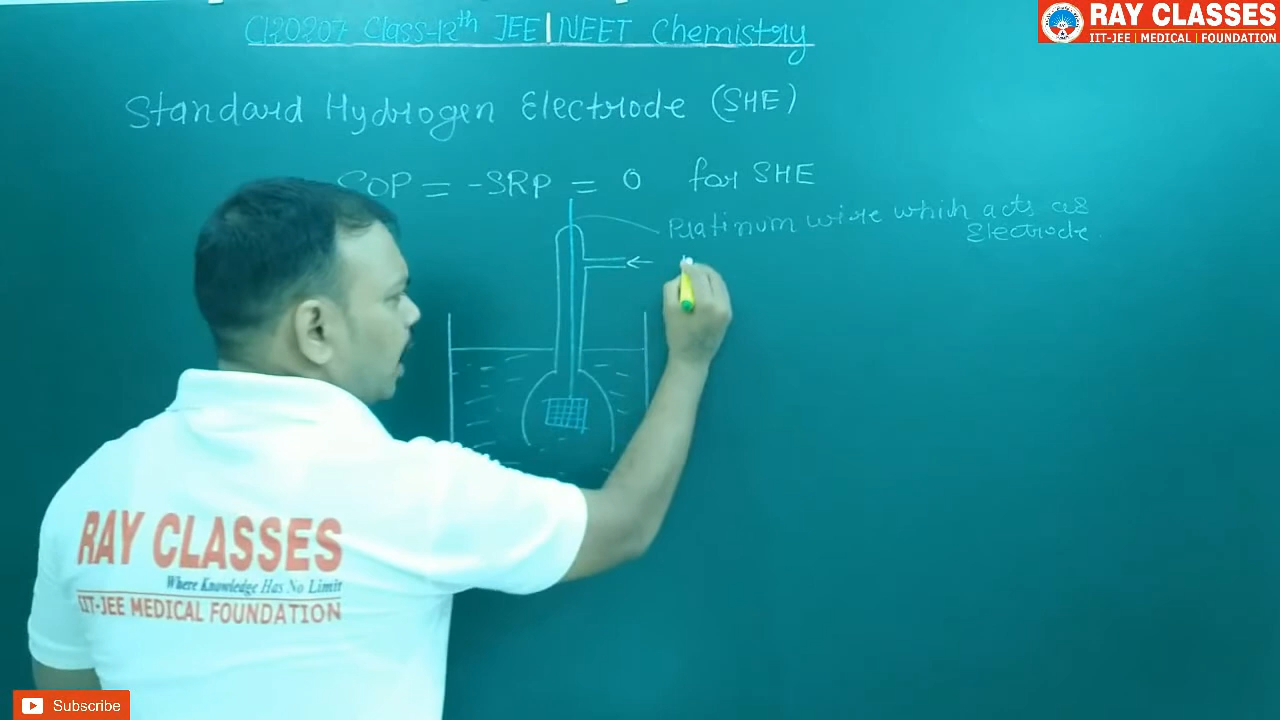 C120207 Class-12th JEE|NEET Chemistry
RAY CLASSES
IIT-JEE | MEDICAL | FOUNDATION
Standard Hydrogen Electrode (SHE)
SOP = -SRP = 0 for SHE
Platinum wire which acts as
Electrode.
RAY CLASSES
Where Knowledge Has No Limit
IIT-JEE MEDICAL FOUNDATION
Subscribe